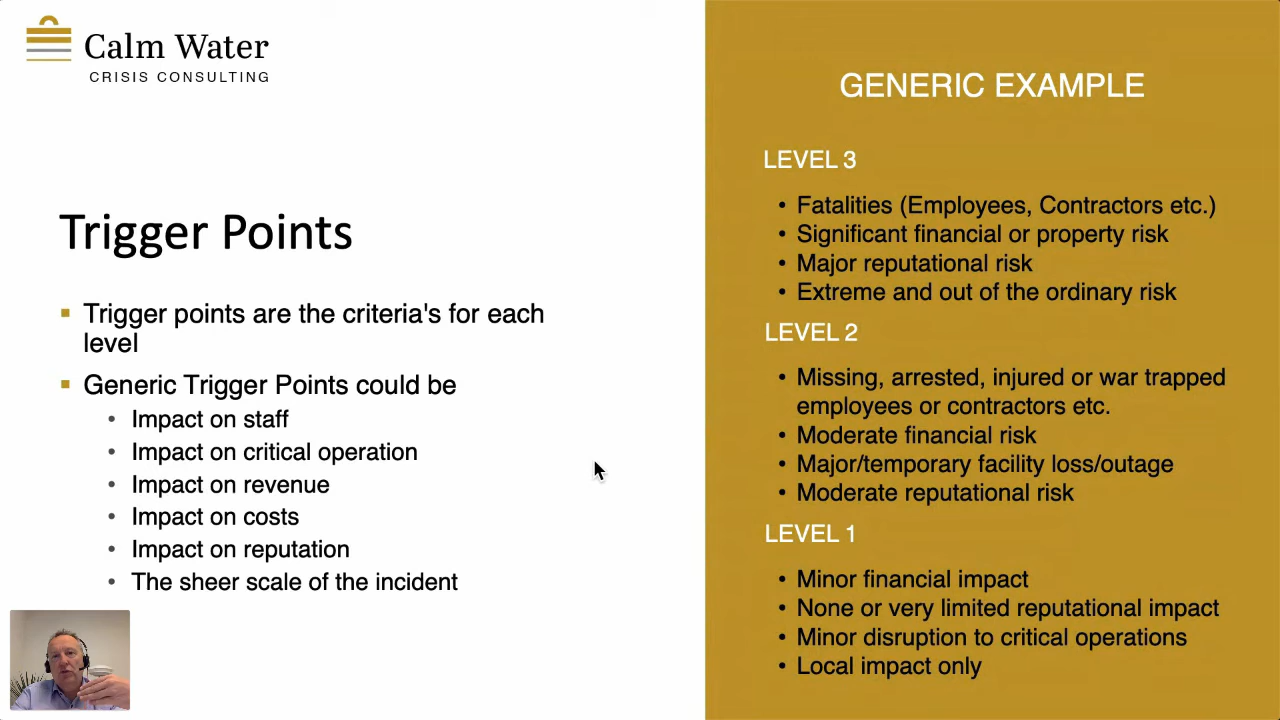 Calm Water
CRISIS CONSULTING
Trigger Points
▪ Trigger points are the criteria's for each
level
▪ Generic Trigger Points could be
• Impact on staff
• Impact on critical operation
• Impact on revenue
• Impact on costs
• Impact on reputation
• The sheer scale of the incident
GENERIC EXAMPLE
LEVEL 3
• Fatalities (Employees, Contractors etc.)
• Significant financial or property risk
• Major reputational risk
• Extreme and out of the ordinary risk
LEVEL 2
• Missing, arrested, injured or war trapped
employees or contractors etc.
• Moderate financial risk
• Major/temporary facility loss/outage
• Moderate reputational risk
LEVEL 1
• Minor financial impact
• None or very limited reputational impact
• Minor disruption to critical operations
• Local impact only